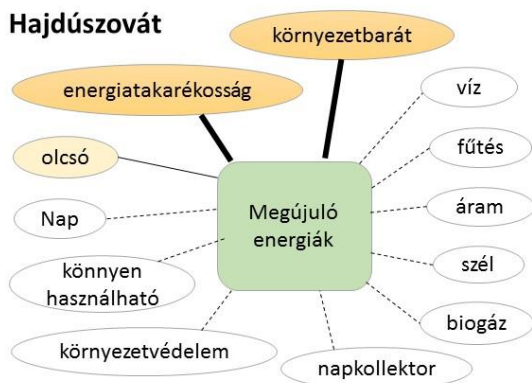 Hajdúszovát
környezetbarát
energiatakarékosság
víz
olcsó
fűtés
Nap
Megújuló
energiák
áram
könnyen
használható
szél
környezetvédelem
biogáz
napkollektor